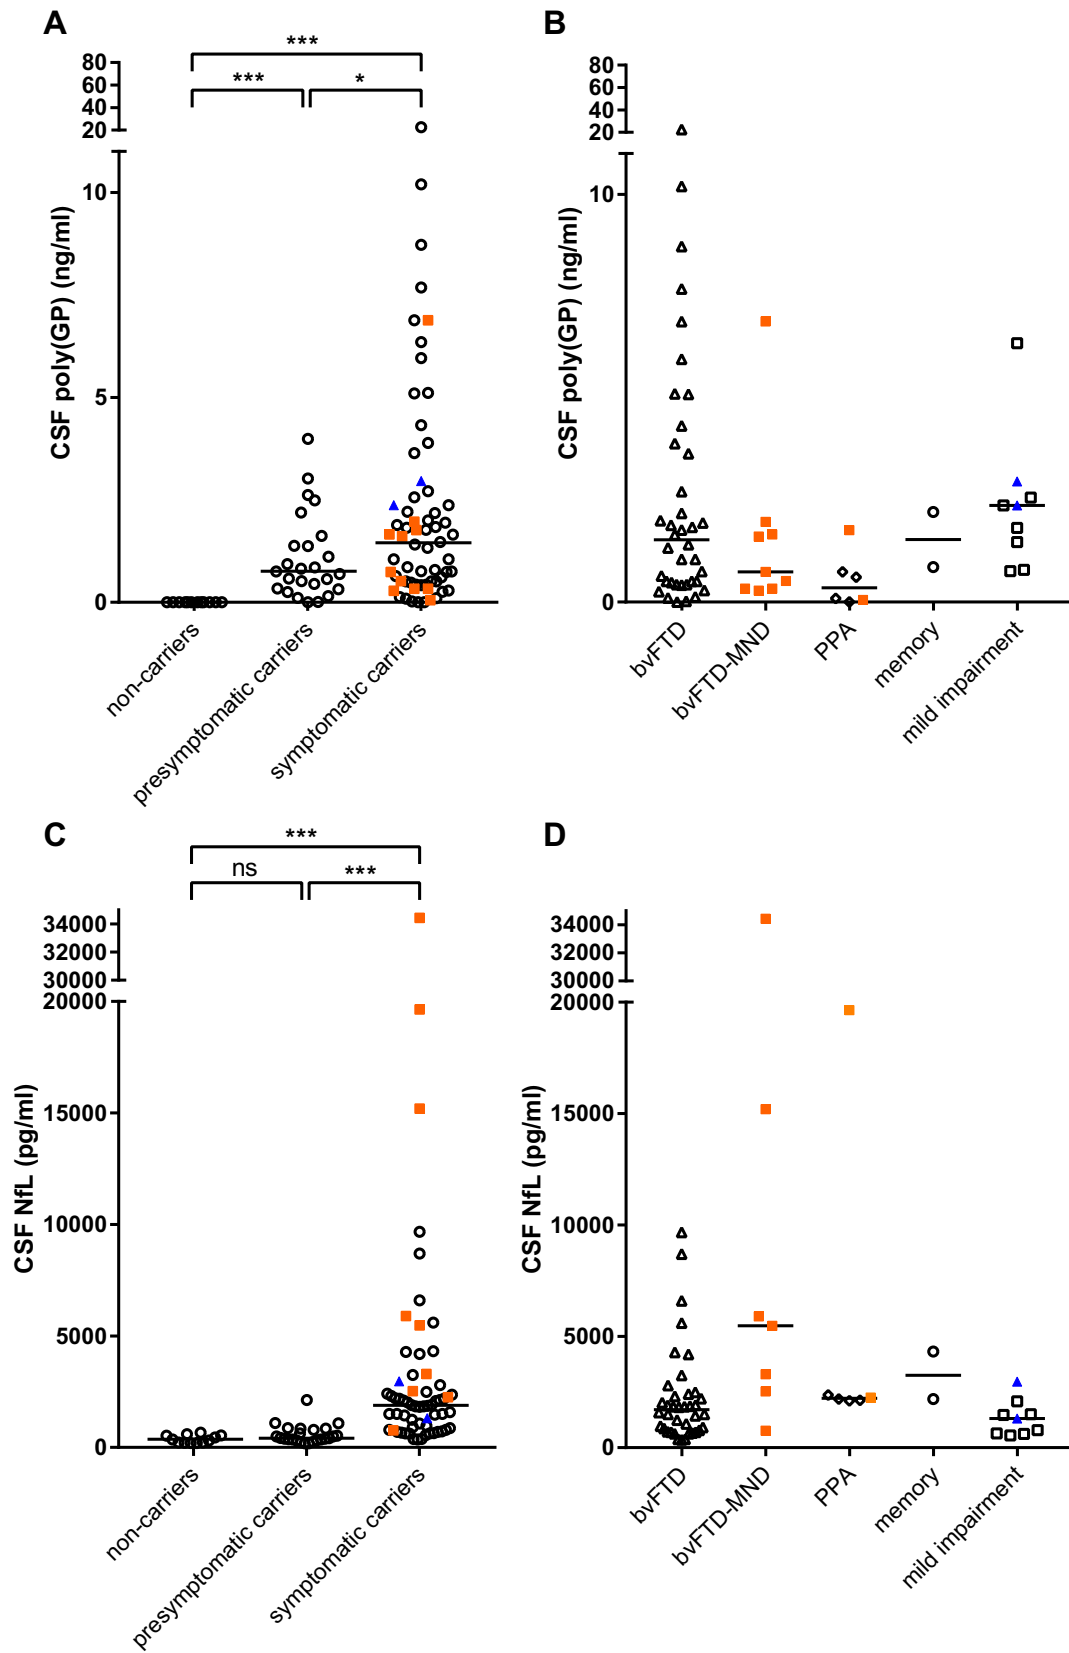 A
***
***
*
80
60
40
20
10
5
0
CSF poly(GP) (ng/ml)
non-carriers
presymptomatic carriers
symptomatic carriers
B
80
60
40
20
10
0
CSF poly(GP) (ng/ml)
bvFTD
bvFTD-MND
PPA
memory
mild impairment
C
***
ns
***
34000
32000
30000
20000
15000
10000
5000
0
CSF NfL (pg/ml)
non-carriers
presymptomatic carriers
symptomatic carriers
D
34000
32000
30000
20000
15000
10000
5000
0
CSF NfL (pg/ml)
bvFTD
bvFTD-MND
PPA
memory
mild impairment